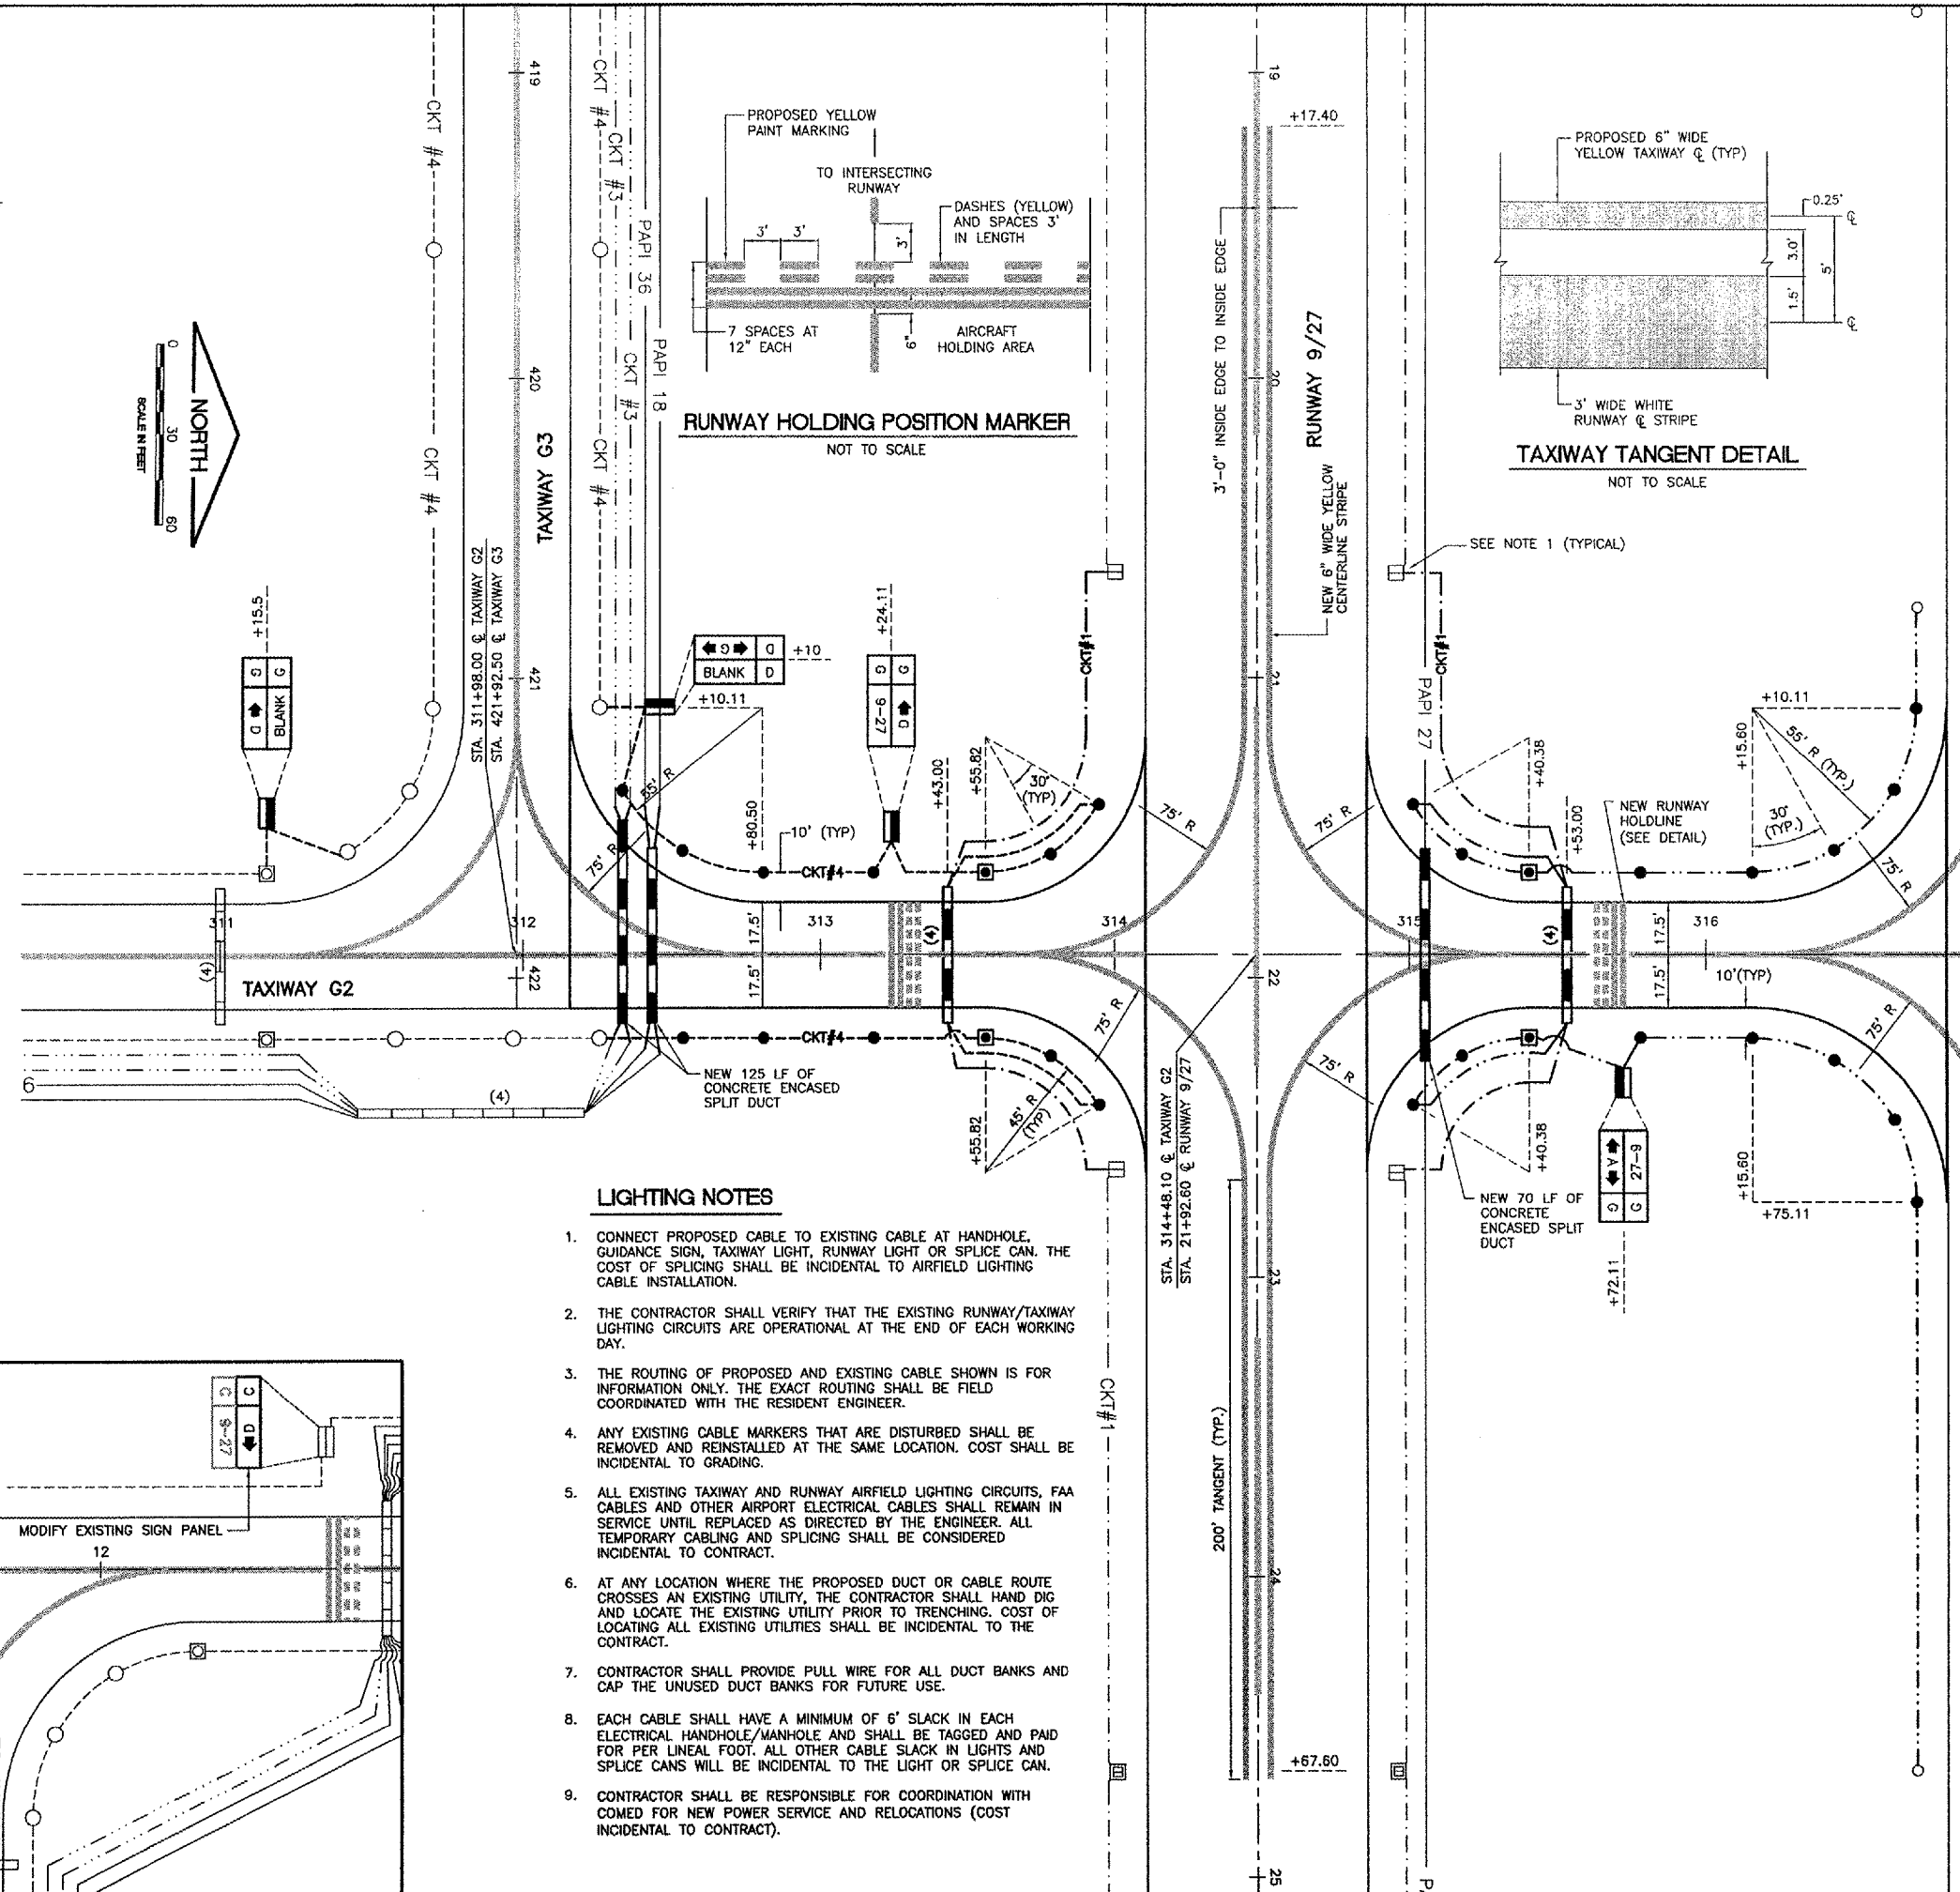 419
CKT #4
CKT #4
TAXIWAY G3
420
421
CKT #4
CKT #3
CKT #3
CKT #4
PAPI 36
PAPI 18
PROPOSED YELLOW
PAINT MARKING
TO INTERSECTING
RUNWAY
DASHES (YELLOW)
AND SPACES 3'
IN LENGTH
3'
3'
3'
7 SPACES AT
12" EACH
6"
AIRCRAFT
HOLDING AREA
RUNWAY HOLDING POSITION MARKER
NOT TO SCALE
19
+17.40
3'-0" INSIDE EDGE TO INSIDE EDGE
20
RUNWAY 9/27
NEW 6" WIDE YELLOW
CENTERLINE STRIPE
21
PROPOSED 6" WIDE
YELLOW TAXIWAY ℄ (TYP)
0.25'
℄
3.0'
5'
1.5'
℄
3' WIDE WHITE
RUNWAY ℄ STRIPE
TAXIWAY TANGENT DETAIL
NOT TO SCALE
SEE NOTE 1 (TYPICAL)
NORTH
0
30
60
SCALE IN FEET
STA. 311+98.00 ℄ TAXIWAY G2
STA. 421+92.50 ℄ TAXIWAY G3
+15.5
G
G
D
BLANK
G
D
+10
BLANK
D
+10.11
+24.11
G
G
9-27
D
CKT#1
CKT#1
PAPI 27
+80.50
55' R
75' R
10' (TYP)
CKT#4
+43.00
+55.82
30°
(TYP)
75' R
75' R
+40.38
+53.00
NEW RUNWAY
HOLDLINE
(SEE DETAIL)
+10.11
+15.60
55' R (TYP.)
30°
(TYP.)
75' R
311
312
313
314
315
316
17.5'
17.5'
17.5'
17.5'
(4)
(4)
(4)
TAXIWAY G2
422
22
10'(TYP)
75' R
75' R
75' R
CKT#4
6
(4)
NEW 125 LF OF
CONCRETE ENCASED
SPLIT DUCT
+55.82
45' R
(TYP)
STA. 314+48.10 ℄ TAXIWAY G2
STA. 21+92.60 ℄ RUNWAY 9/27
+40.38
NEW 70 LF OF
CONCRETE
ENCASED SPLIT
DUCT
A
27-9
G
G
+72.11
+15.60
+75.11
23
CKT#1
200' TANGENT (TYP.)
24
+67.60
25
LIGHTING NOTES
1. CONNECT PROPOSED CABLE TO EXISTING CABLE AT HANDHOLE,
GUIDANCE SIGN, TAXIWAY LIGHT, RUNWAY LIGHT OR SPLICE CAN. THE
COST OF SPLICING SHALL BE INCIDENTAL TO AIRFIELD LIGHTING
CABLE INSTALLATION.
2. THE CONTRACTOR SHALL VERIFY THAT THE EXISTING RUNWAY/TAXIWAY
LIGHTING CIRCUITS ARE OPERATIONAL AT THE END OF EACH WORKING
DAY.
3. THE ROUTING OF PROPOSED AND EXISTING CABLE SHOWN IS FOR
INFORMATION ONLY. THE EXACT ROUTING SHALL BE FIELD
COORDINATED WITH THE RESIDENT ENGINEER.
4. ANY EXISTING CABLE MARKERS THAT ARE DISTURBED SHALL BE
REMOVED AND REINSTALLED AT THE SAME LOCATION. COST SHALL BE
INCIDENTAL TO GRADING.
5. ALL EXISTING TAXIWAY AND RUNWAY AIRFIELD LIGHTING CIRCUITS, FAA
CABLES AND OTHER AIRPORT ELECTRICAL CABLES SHALL REMAIN IN
SERVICE UNTIL REPLACED AS DIRECTED BY THE ENGINEER. ALL
TEMPORARY CABLING AND SPLICING SHALL BE CONSIDERED
INCIDENTAL TO CONTRACT.
6. AT ANY LOCATION WHERE THE PROPOSED DUCT OR CABLE ROUTE
CROSSES AN EXISTING UTILITY, THE CONTRACTOR SHALL HAND DIG
AND LOCATE THE EXISTING UTILITY PRIOR TO TRENCHING. COST OF
LOCATING ALL EXISTING UTILITIES SHALL BE INCIDENTAL TO THE
CONTRACT.
7. CONTRACTOR SHALL PROVIDE PULL WIRE FOR ALL DUCT BANKS AND
CAP THE UNUSED DUCT BANKS FOR FUTURE USE.
8. EACH CABLE SHALL HAVE A MINIMUM OF 6' SLACK IN EACH
ELECTRICAL HANDHOLE/MANHOLE AND SHALL BE TAGGED AND PAID
FOR PER LINEAL FOOT. ALL OTHER CABLE SLACK IN LIGHTS AND
SPLICE CANS WILL BE INCIDENTAL TO THE LIGHT OR SPLICE CAN.
9. CONTRACTOR SHALL BE RESPONSIBLE FOR COORDINATION WITH
COMED FOR NEW POWER SERVICE AND RELOCATIONS (COST
INCIDENTAL TO CONTRACT).
C
D
MODIFY EXISTING SIGN PANEL
12